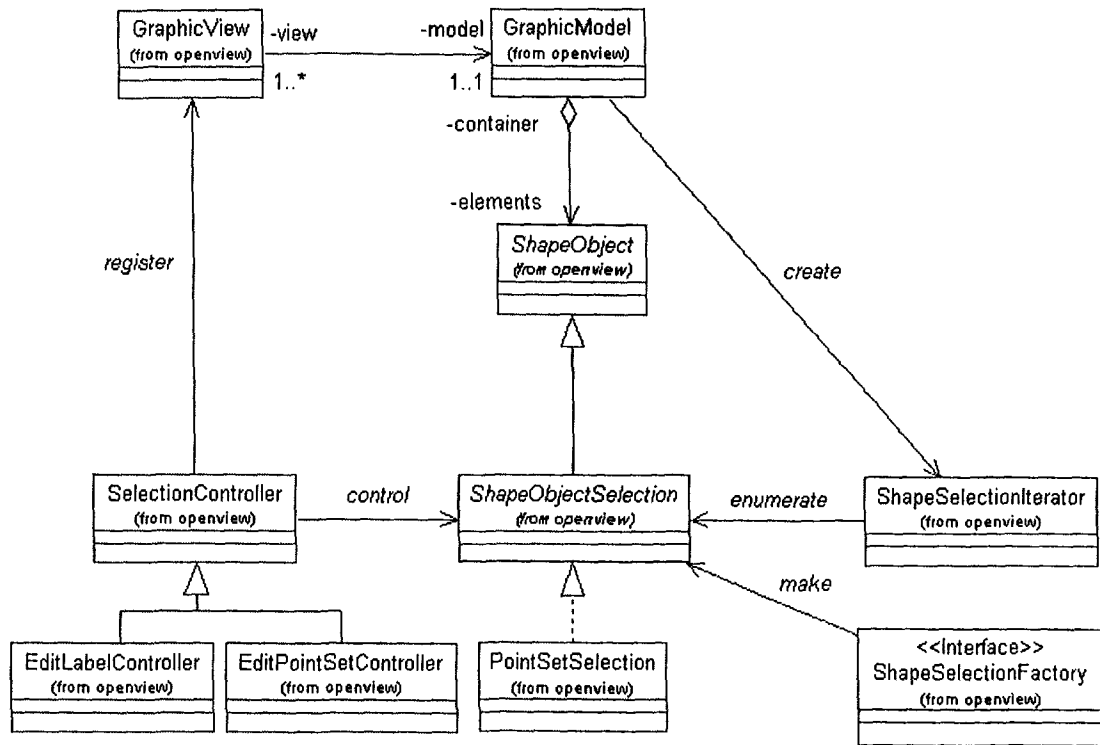 GraphicView
(from openview)
-view
-model
GraphicModel
(from openview)
1..*
1..1
-container
-elements
ShapeObject
(from openview)
register
create
SelectionController
(from openview)
control
ShapeObjectSelection
(from openview)
enumerate
ShapeSelectionIterator
(from openview)
make
EditLabelController
(from openview)
EditPointSetController
(from openview)
PointSetSelection
(from openview)
<<Interface>>
ShapeSelectionFactory
(from openview)